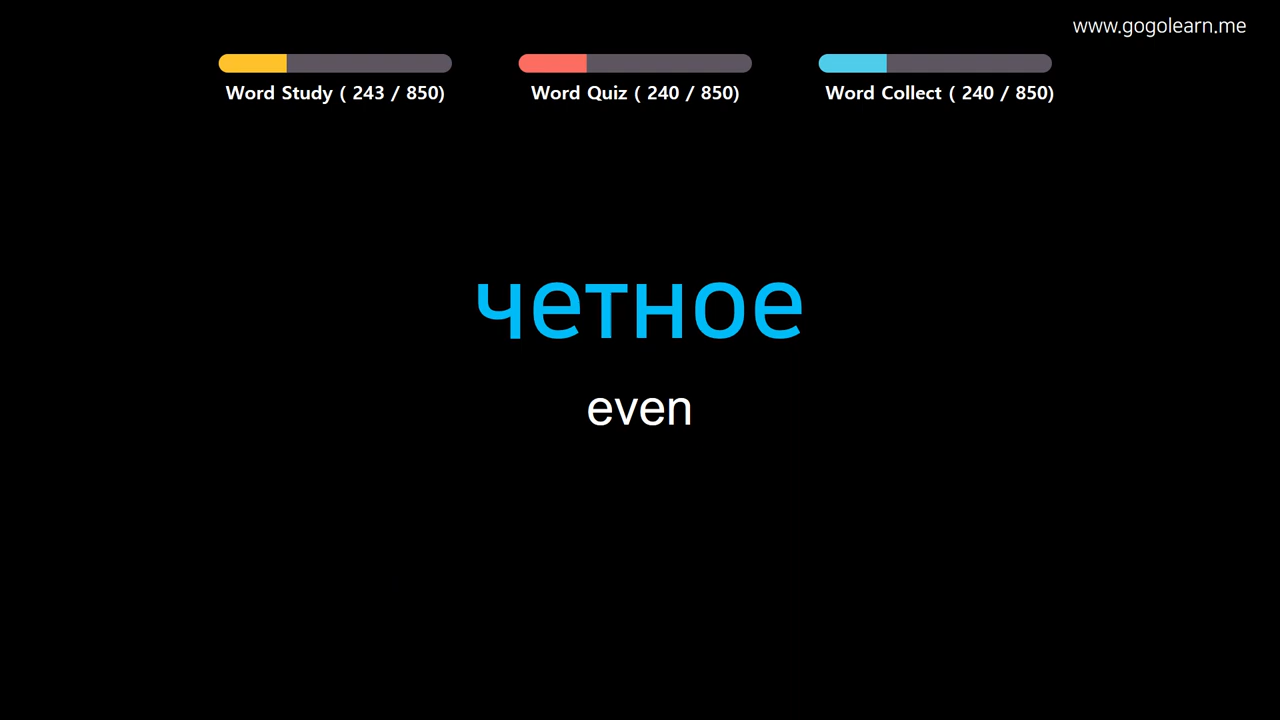 www.gogolearn.me
Word Study ( 243 / 850)
Word Quiz ( 240 / 850)
Word Collect ( 240 / 850)
четное
even